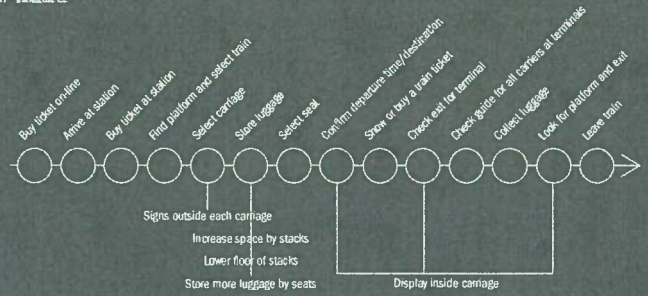 Buy ticket on-line
Arrive at station
Buy ticket at station
Find platform and select train
Select carriage
Store luggage
Select seat
Confirm departure time/destination
Show or buy a train ticket
Check exit for terminal
Check guide for all carriers at terminals
Collect luggage
Look for platform and exit
Leave train
Signs outside each carriage
Increase space by stacks
Lower floor of stacks
Store more luggage by seats
Display inside carriage